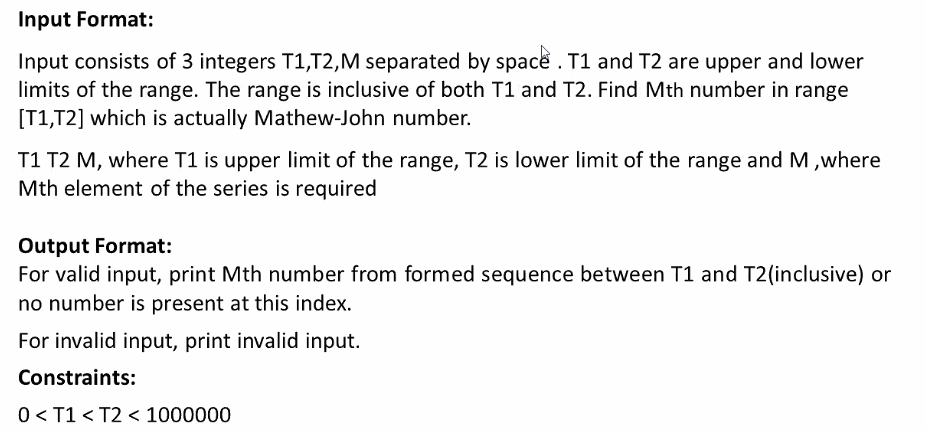 Input Format:
Input consists of 3 integers T1,T2,M separated by space . T1 and T2 are upper and lower
limits of the range. The range is inclusive of both T1 and T2. Find Mth number in range
[T1,T2] which is actually Mathew-John number.
T1 T2 M, where T1 is upper limit of the range, T2 is lower limit of the range and M ,where
Mth element of the series is required
Output Format:
For valid input, print Mth number from formed sequence between T1 and T2(inclusive) or
no number is present at this index.
For invalid input, print invalid input.
Constraints:
0 < T1 < T2 < 1000000